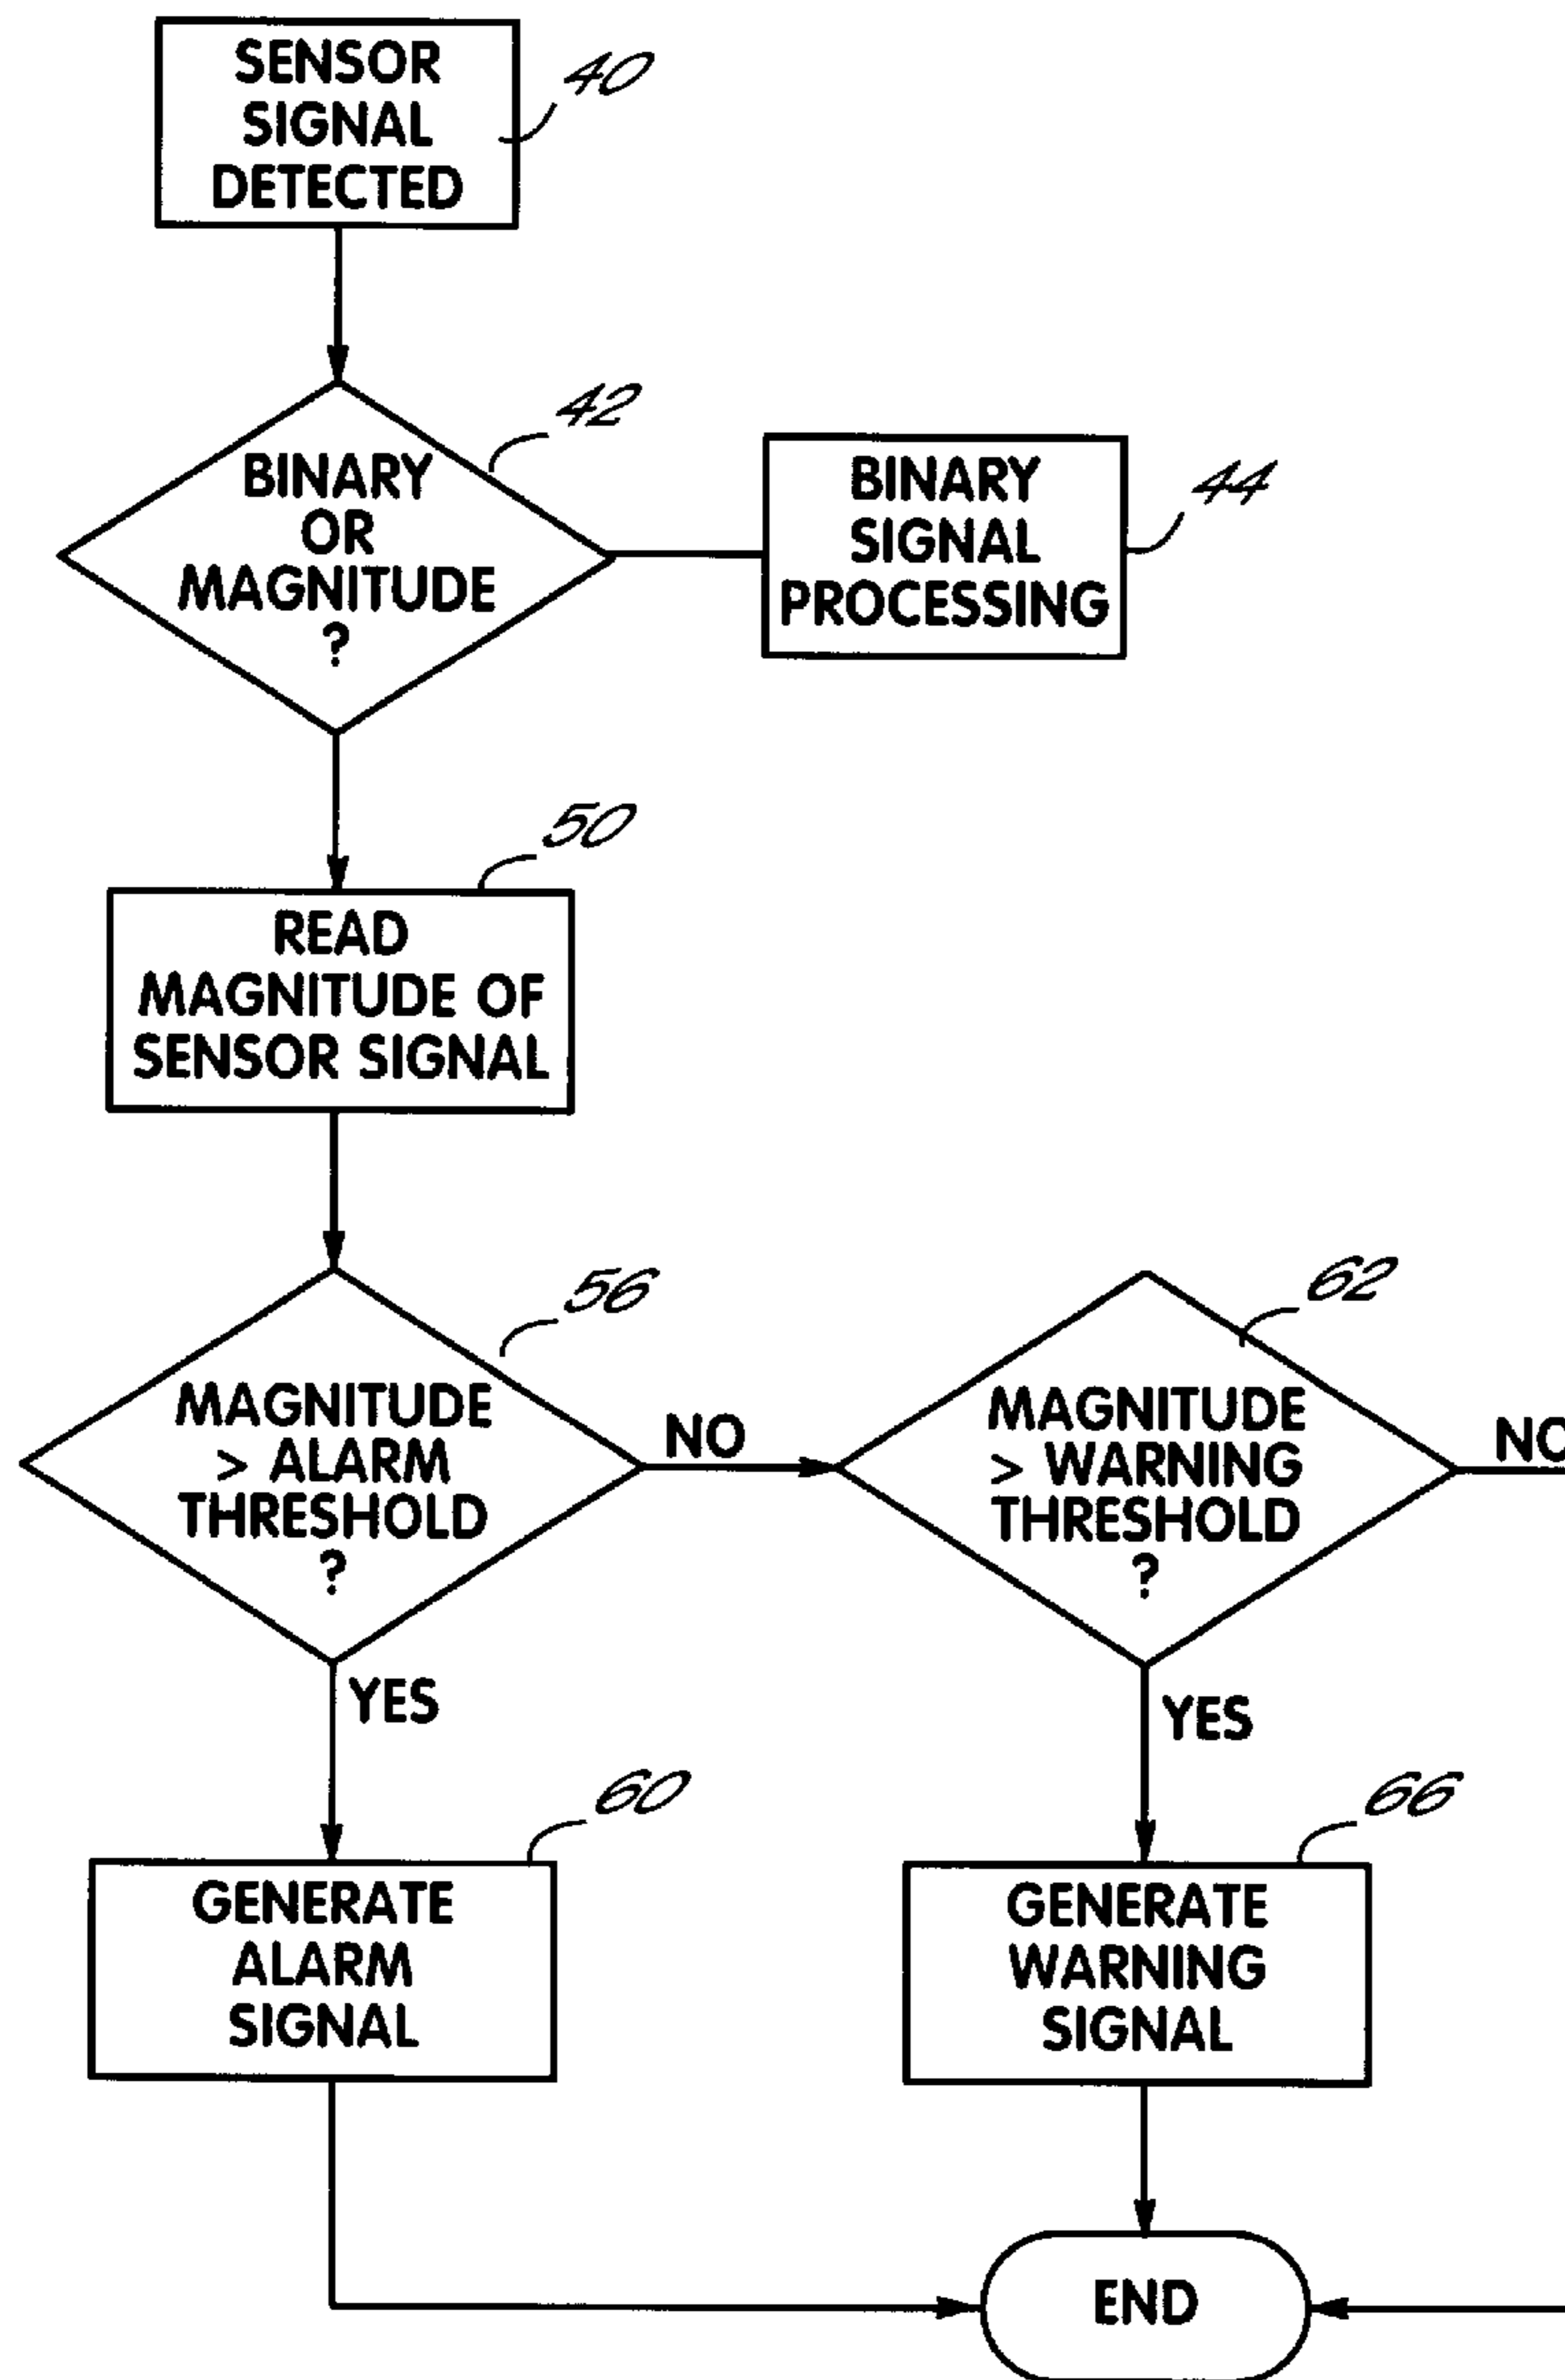 SENSOR
SIGNAL
DETECTED
40
BINARY
OR
MAGNITUDE
?
42
BINARY
SIGNAL
PROCESSING
44
READ
MAGNITUDE OF
SENSOR SIGNAL
50
MAGNITUDE
> ALARM
THRESHOLD
?
56
NO
MAGNITUDE
> WARNING
THRESHOLD
?
62
NO
YES
YES
GENERATE
ALARM
SIGNAL
60
GENERATE
WARNING
SIGNAL
66
END